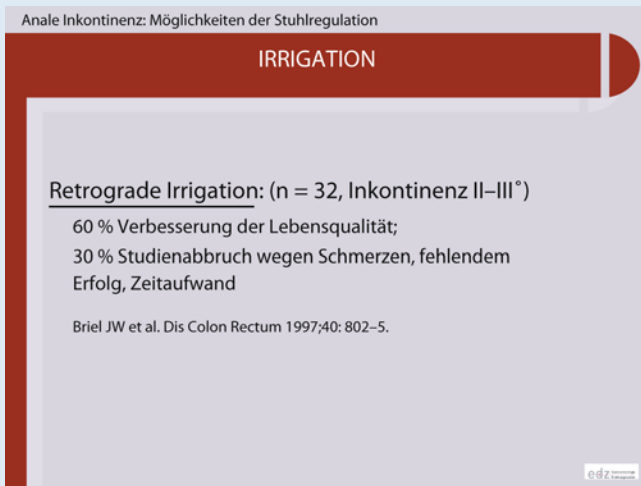 Anale Inkontinenz: Möglichkeiten der Stuhlregulation
IRRIGATION
Retrograde Irrigation: (n = 32, Inkontinenz II–III°)
60 % Verbesserung der Lebensqualität;
30 % Studienabbruch wegen Schmerzen, fehlendem
Erfolg, Zeitaufwand
Briel JW et al. Dis Colon Rectum 1997;40: 802–5.
edz